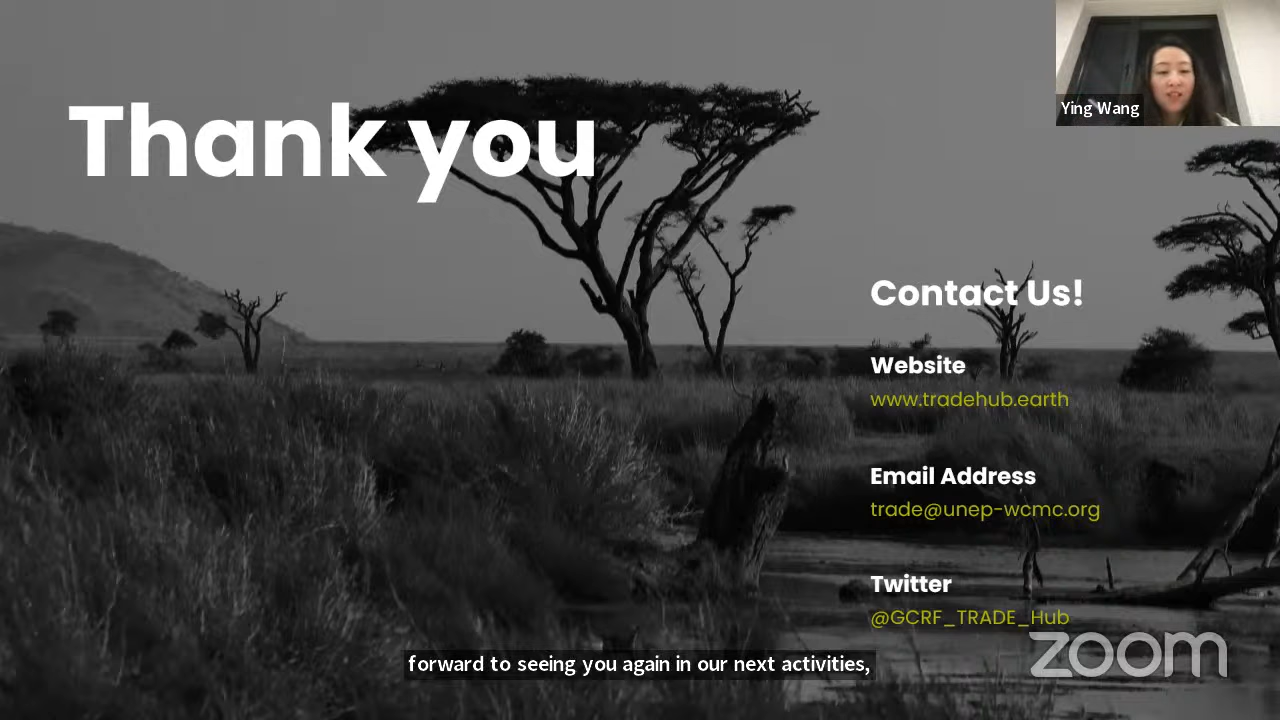 Thank you
Ying Wang
Contact Us!
Website
www.tradehub.earth
Email Address
trade@unep-wcmc.org
Twitter
@GCRF_TRADE_Hub
zoom
forward to seeing you again in our next activities,